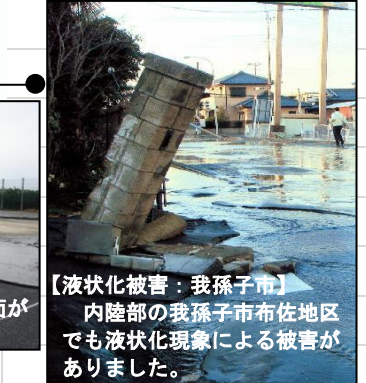 【液状化被害：我孫子市】
内陸部の我孫子市布佐地区
でも液状化現象による被害が
ありました。
面が